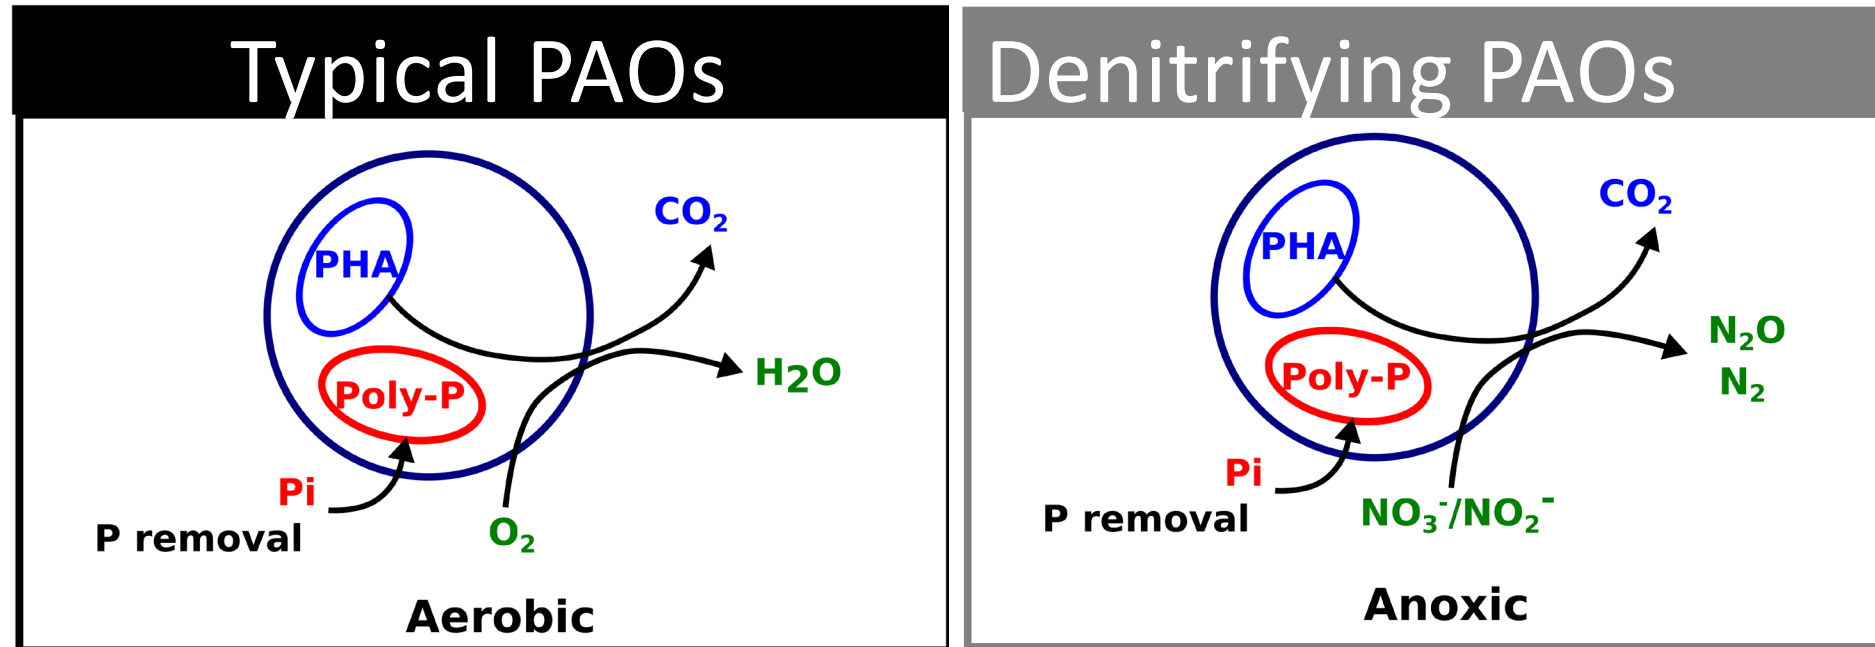 Typical PAOs
PHA
CO₂
Poly-P
H2O
Pi
P removal
O₂
Aerobic
Denitrifying PAOs
PHA
CO₂
Poly-P
N₂O
N₂
Pi
P removal
NO₃⁻/NO₂⁻
Anoxic